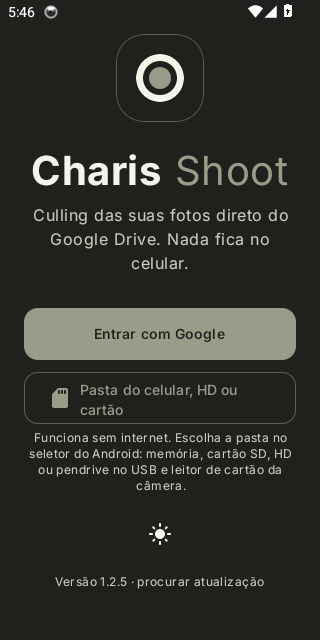 5:46
Charis Shoot
Culling das suas fotos direto do
Google Drive. Nada fica no
celular.
Entrar com Google
Pasta do celular, HD ou
cartão
Funciona sem internet. Escolha a pasta no
seletor do Android: memória, cartão SD, HD
ou pendrive no USB e leitor de cartão da
câmera.
Versão 1.2.5 · procurar atualização